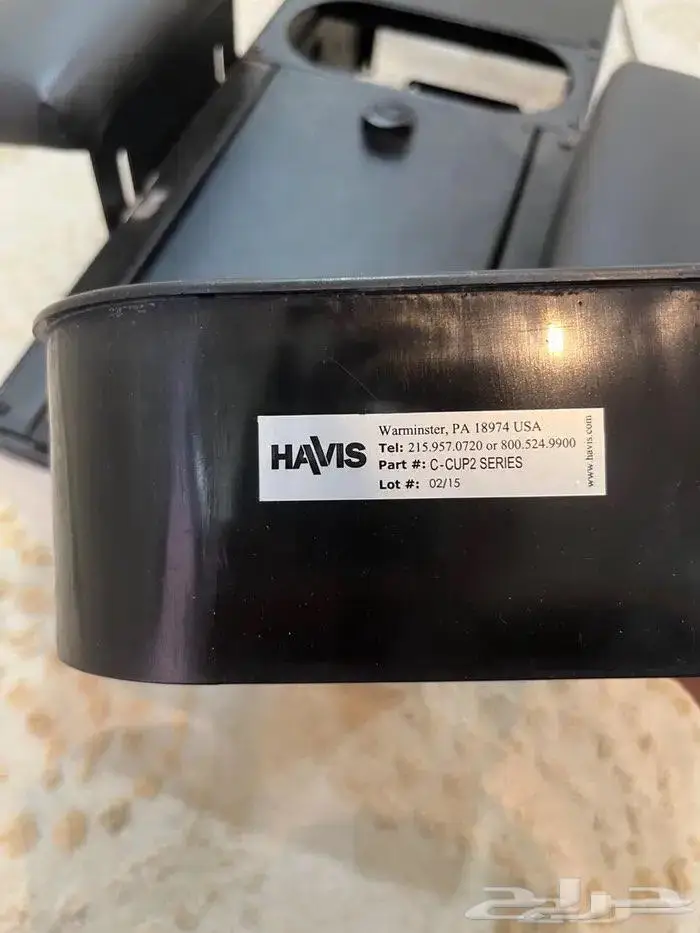 HAVIS
Warminster, PA 18974 USA
Tel: 215.957.0720 or 800.524.9900
Part #: C-CUP2 SERIES
Lot #: 02/15
www.havis.com
حراج